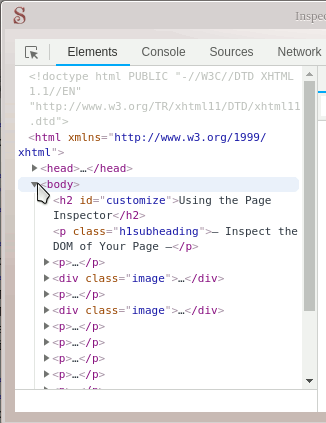 S Inspec
Elements Console Sources Network
<!doctype html PUBLIC "-//W3C//DTD XHTML
1.1//EN"
"http://www.w3.org/TR/xhtml11/DTD/xhtml11
.dtd">
<html xmlns="http://www.w3.org/1999/
xhtml">
<head>…</head>
<body>
<h2 id="customize">Using the Page
Inspector</h2>
<p class="h1subheading">— Inspect the
DOM of Your Page —</p>
<p>…</p>
<div class="image">…</div>
<p>…</p>
<div class="image">…</div>
<p>…</p>
<p>…</p>
<p>…</p>
<p>…</p>
<p>…</p>